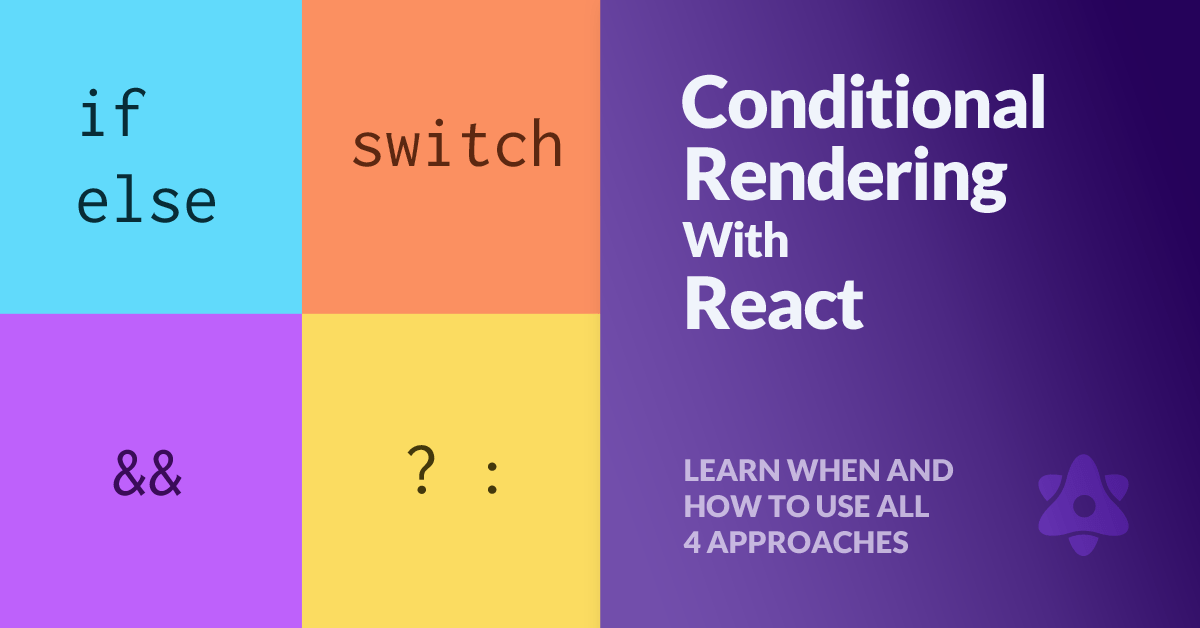 if
else
switch
&&
? :
Conditional
Rendering
With
React
LEARN WHEN AND
HOW TO USE ALL
4 APPROACHES